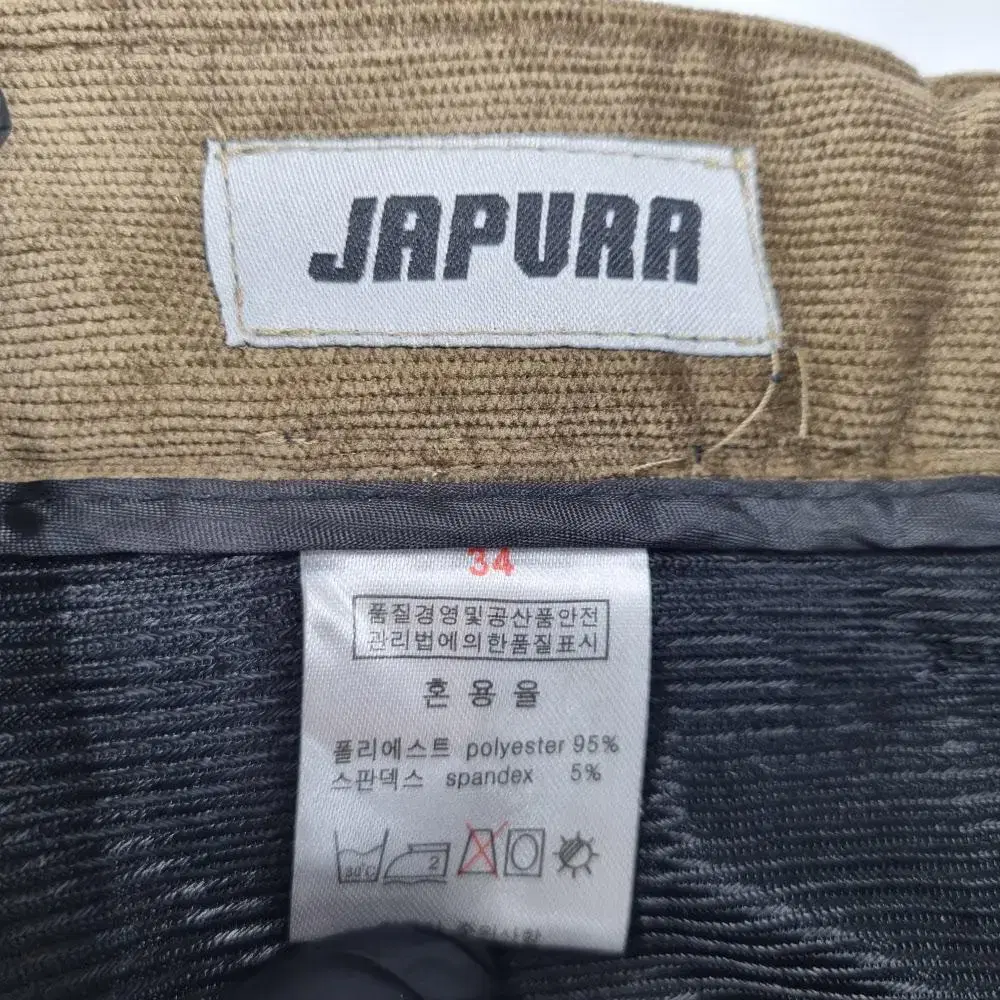 JAPURA
34
품질경영및공산품안전
관리법에의한품질표시
혼용율
폴리에스트 polyester 95%
스판덱스 spandex 5%
2